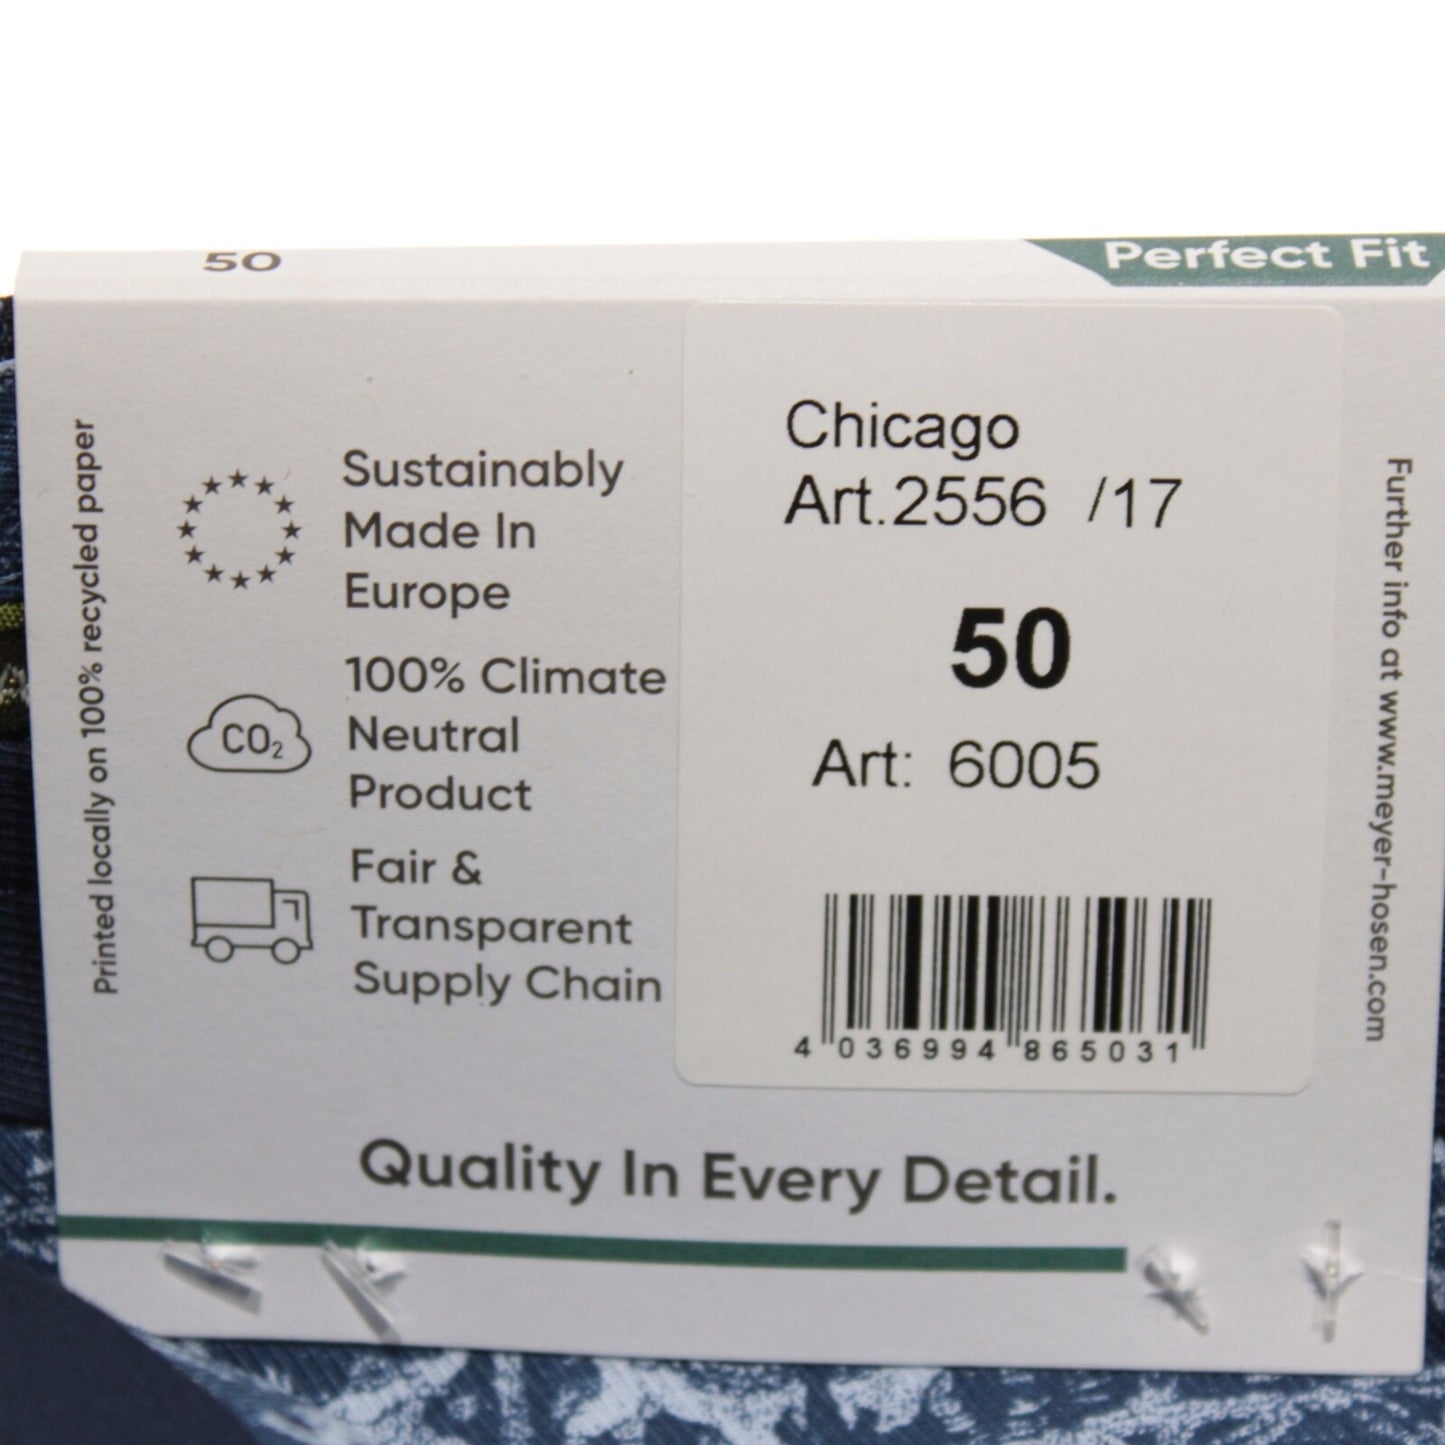 50
Perfect Fit
Printed locally on 100% recycled paper
Sustainably
Made In
Europe
CO₂
100% Climate
Neutral
Product
Fair &
Transparent
Supply Chain
Chicago
Art.2556 /17
50
Art: 6005
4 036994 865031
Further info at www.meyer-hosen.com
Quality In Every Detail.